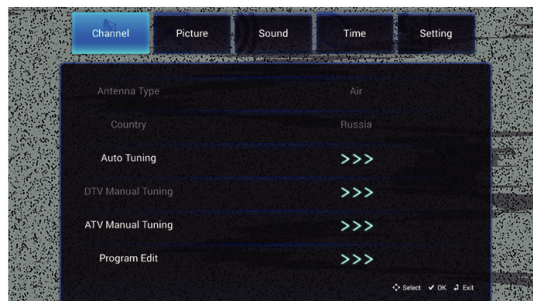 Channel Picture Sound Time Setting
Antenna Type Air
Country Russia
Auto Tuning >>>
DTV Manual Tuning >>>
ATV Manual Tuning >>>
Program Edit >>>
Select OK Exit